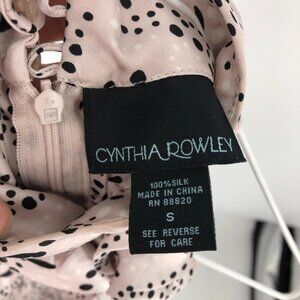 CYNTHIA ROWLEY
100% SILK
MADE IN CHINA
RN 88820
S
SEE REVERSE
FOR CARE